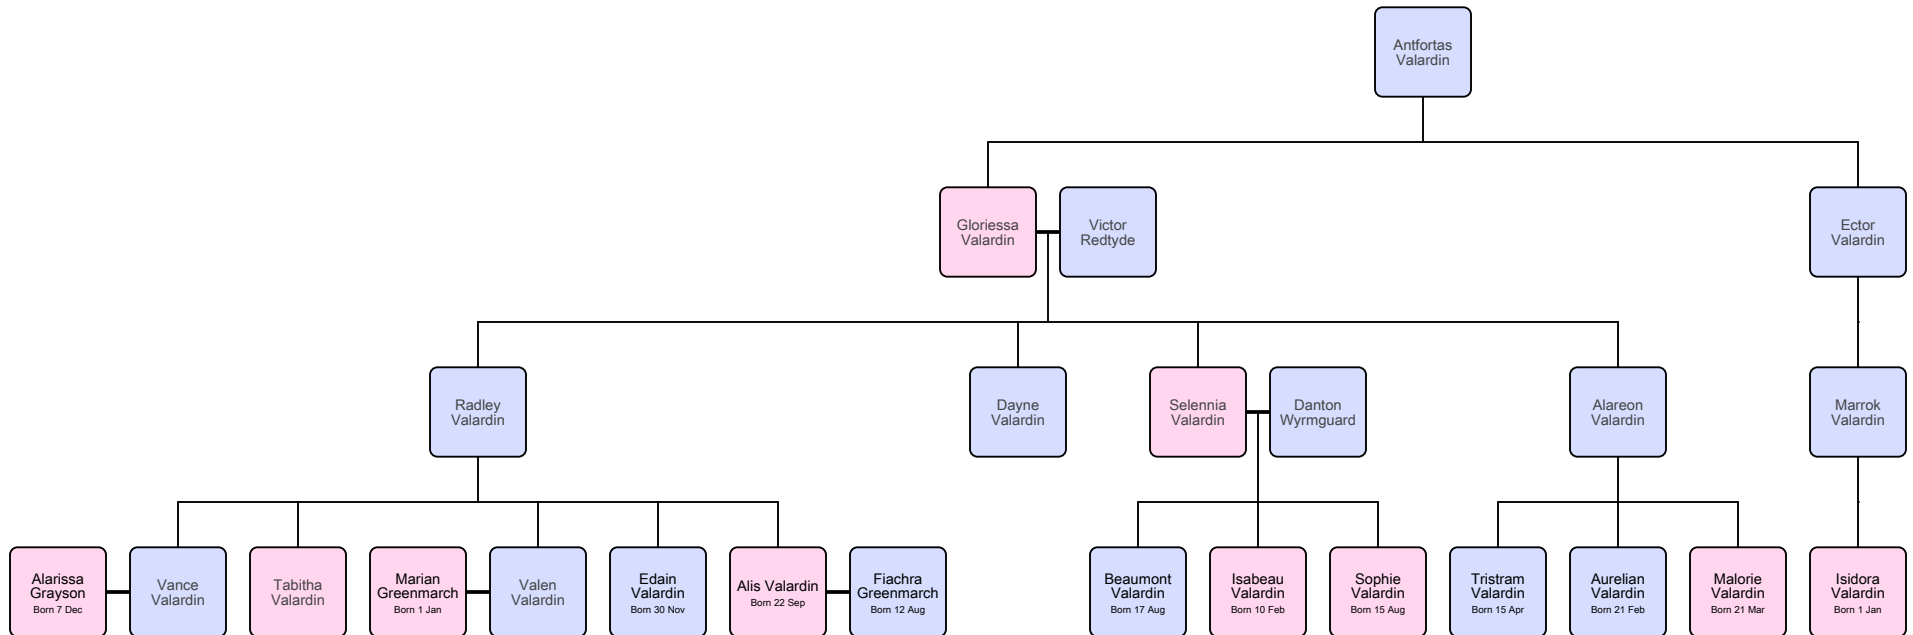 Antfortas
Valardin
Gloriessa
Valardin
Victor
Redtyde
Ector
Valardin
Radley
Valardin
Dayne
Valardin
Selennia
Valardin
Danton
Wyrmguard
Alareon
Valardin
Marrok
Valardin
Alarissa
Grayson
Born 7 Dec
Vance
Valardin
Tabitha
Valardin
Marian
Greenmarch
Born 1 Jan
Valen
Valardin
Edain
Valardin
Born 30 Nov
Alis Valardin
Born 22 Sep
Fiachra
Greenmarch
Born 12 Aug
Beaumont
Valardin
Born 17 Aug
Isabeau
Valardin
Born 10 Feb
Sophie
Valardin
Born 15 Aug
Tristram
Valardin
Born 15 Apr
Aurelian
Valardin
Born 21 Feb
Malorie
Valardin
Born 21 Mar
Isidora
Valardin
Born 1 Jan